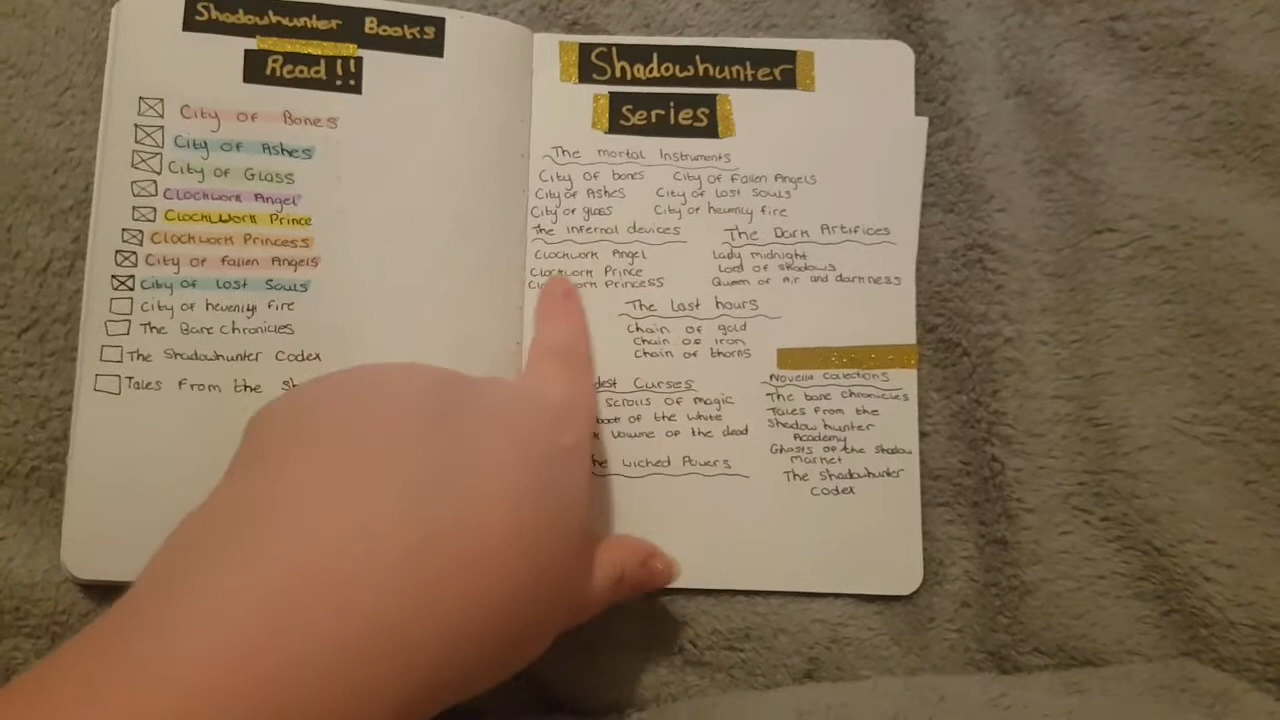 Shadowhunter Books
Read!!
City of Bones
City of Ashes
City of Glass
Clockwork Angel
Clockwork Prince
Clockwork Princess
City of fallen Angels
City of Lost Souls
City of hevenly fire
The Bane Chronicles
The Shadowhunter Codex
Tales From the
Shadowhunter
Series
The mortal Instruments
City of bones City of Fallen Angels
City of Ashes City of Lost Souls
City of glass City of hevenly fire
The infernal devices
Clockwork Angel
Clockwork Prince
Princess
The Dark Artifices
Lady midnight
Lord of shadows
Queen of Air and darkness
The Last hours
Chain of gold
Chain of iron
Chain of thorns
Curses
scrolls of magic
book of the white
volume of the dead
wicked Powers
Novella Collections
The bane chronicles
Tales From the
Shadow hunter
Academy
Ghosts of the Shadow
Market
The Shadowhunter
Codex